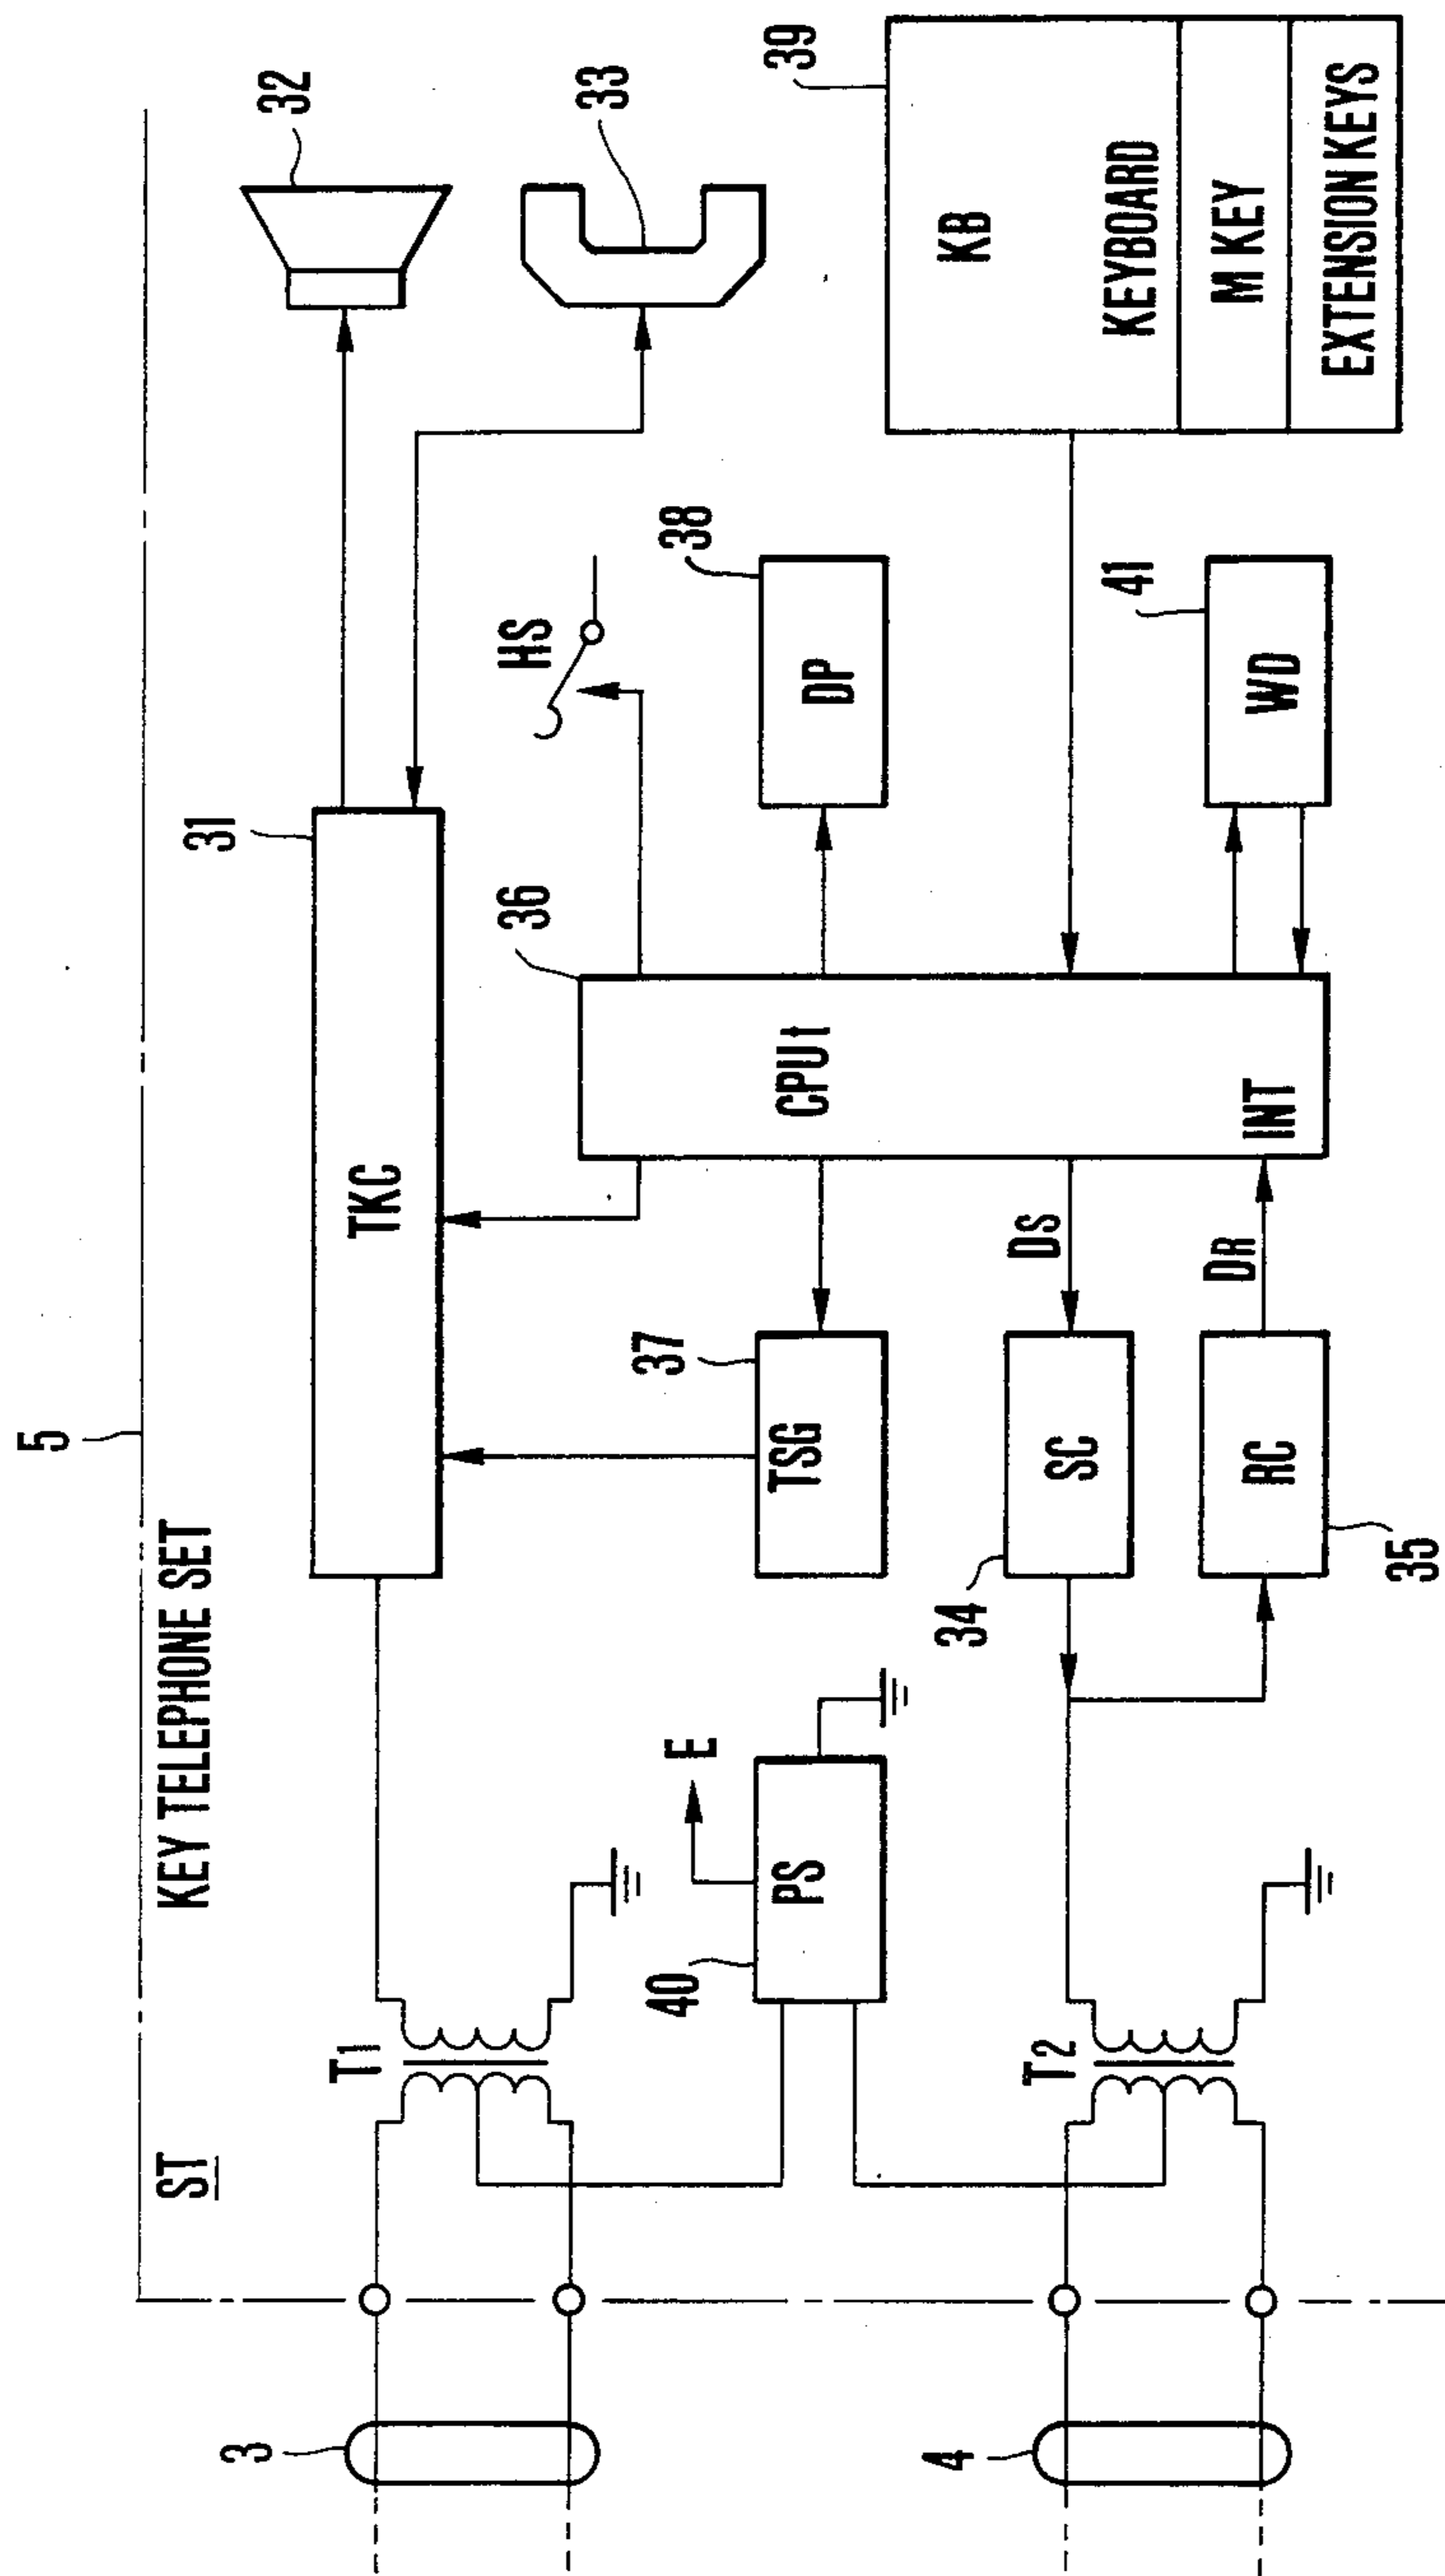 5
KEY TELEPHONE SET
ST
3
T1
31
TKC
32
33
HS
36
CPUt
INT
37
TSG
38
DP
39
KB
KEYBOARD
M KEY
EXTENSION KEYS
E
40
PS
34
SC
DS
35
RC
DR
41
WD
4
T2